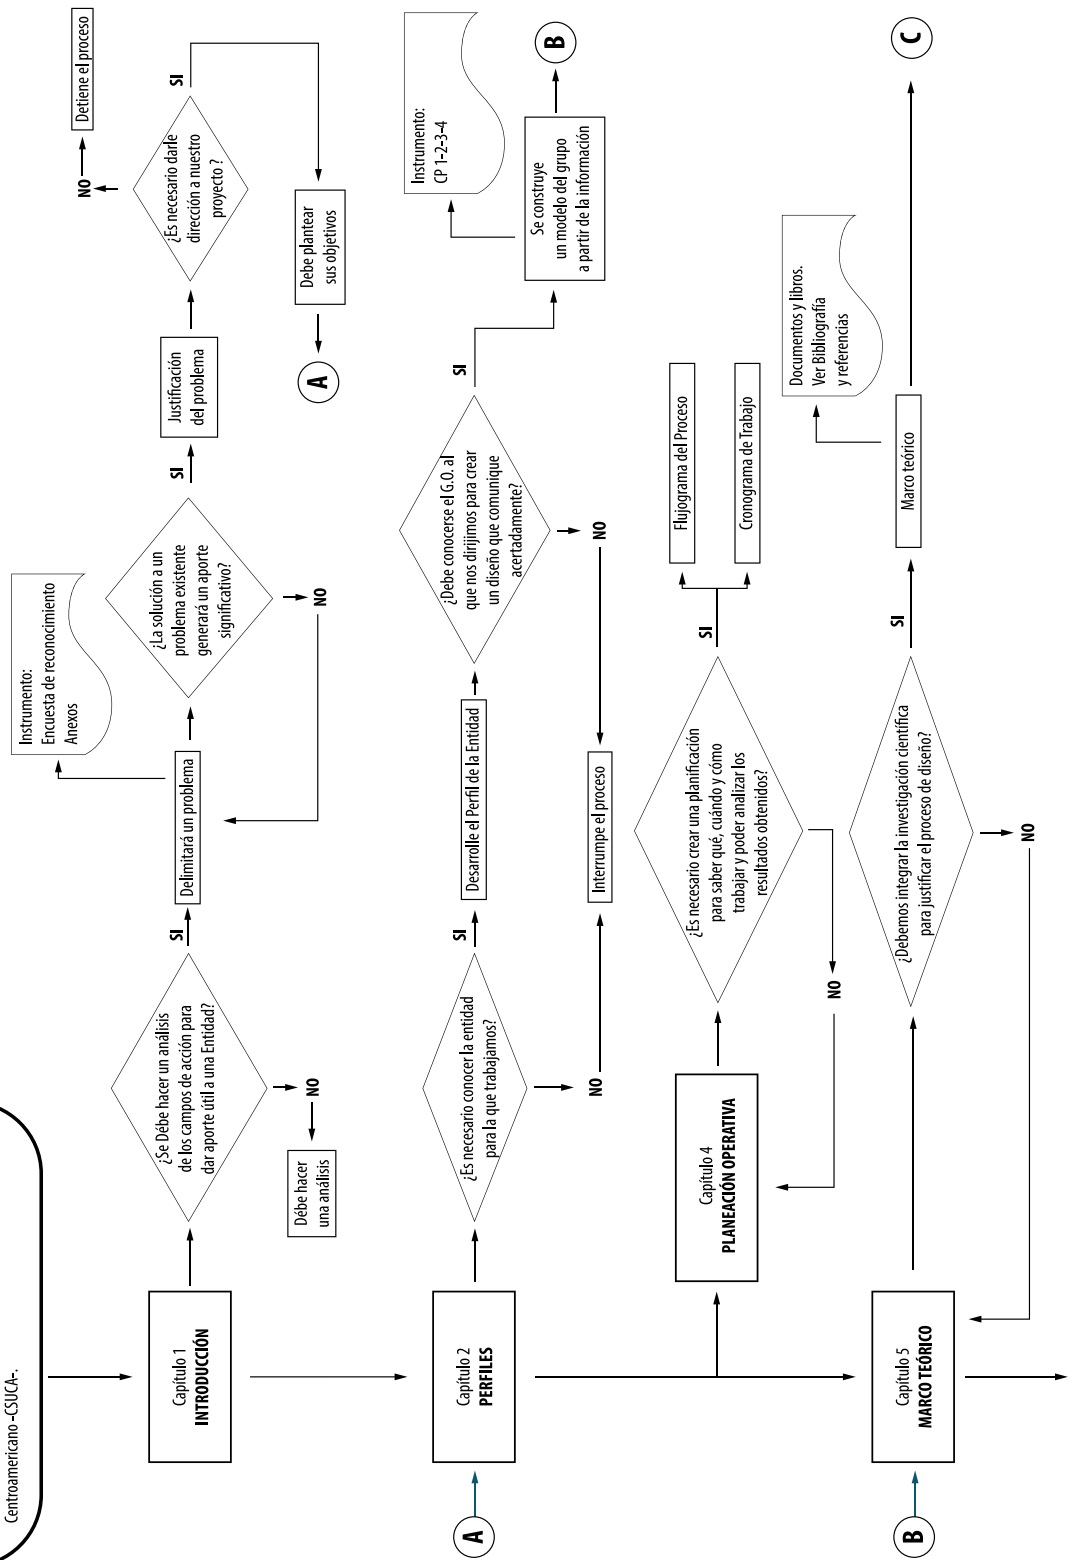 Centroamericano -CSUCA-.
Capítulo 1
INTRODUCCIÓN
¿Se Débe hacer un análisis
de los campos de acción para
dar aporte útil a una Entidad?
NO
Débe hacer
una análisis
SI
Delimitará un problema
Instrumento:
Encuesta de reconocimiento
Anexos
¿La solución a un
problema existente
generará un aporte
significativo?
NO
SI
Justificación
del problema
¿Es necesario darle
dirección a nuestro
proyecto ?
NO
Detiene el proceso
SI
Debe plantear
sus objetivos
A
A
Capítulo 2
PERFILES
¿Es necesario conocer la entidad
para la que trabajamos?
NO
SI
Desarrolle el Perfil de la Entidad
¿Debe conocerse el G.O. al
que nos dirijimos para crear
un diseño que comunique
acertadamente?
NO
Interrumpe el proceso
SI
Se construye
un modelo del grupo
a partir de la información
Instrumento:
CP 1-2-3-4
B
Capítulo 4
PLANEACIÓN OPERATIVA
¿Es necesario crear una planificación
para saber qué, cuándo y cómo
trabajar y poder analizar los
resultados obtenidos?
NO
SI
Flujograma del Proceso
Cronograma de Trabajo
B
Capítulo 5
MARCO TEÓRICO
¿Debemos integrar la investigación científica
para justificar el proceso de diseño?
NO
SI
Marco teórico
Documentos y libros.
Ver Bibliografía
y referencias
C